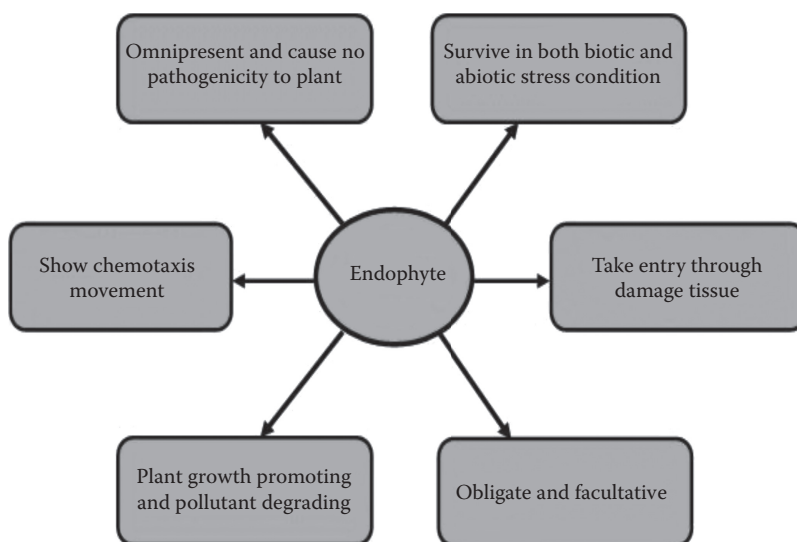 Omnipresent and cause no
pathogenicity to plant
Survive in both biotic and
abiotic stress condition
Show chemotaxis
movement
Endophyte
Take entry through
damage tissue
Plant growth promoting
and pollutant degrading
Obligate and facultative